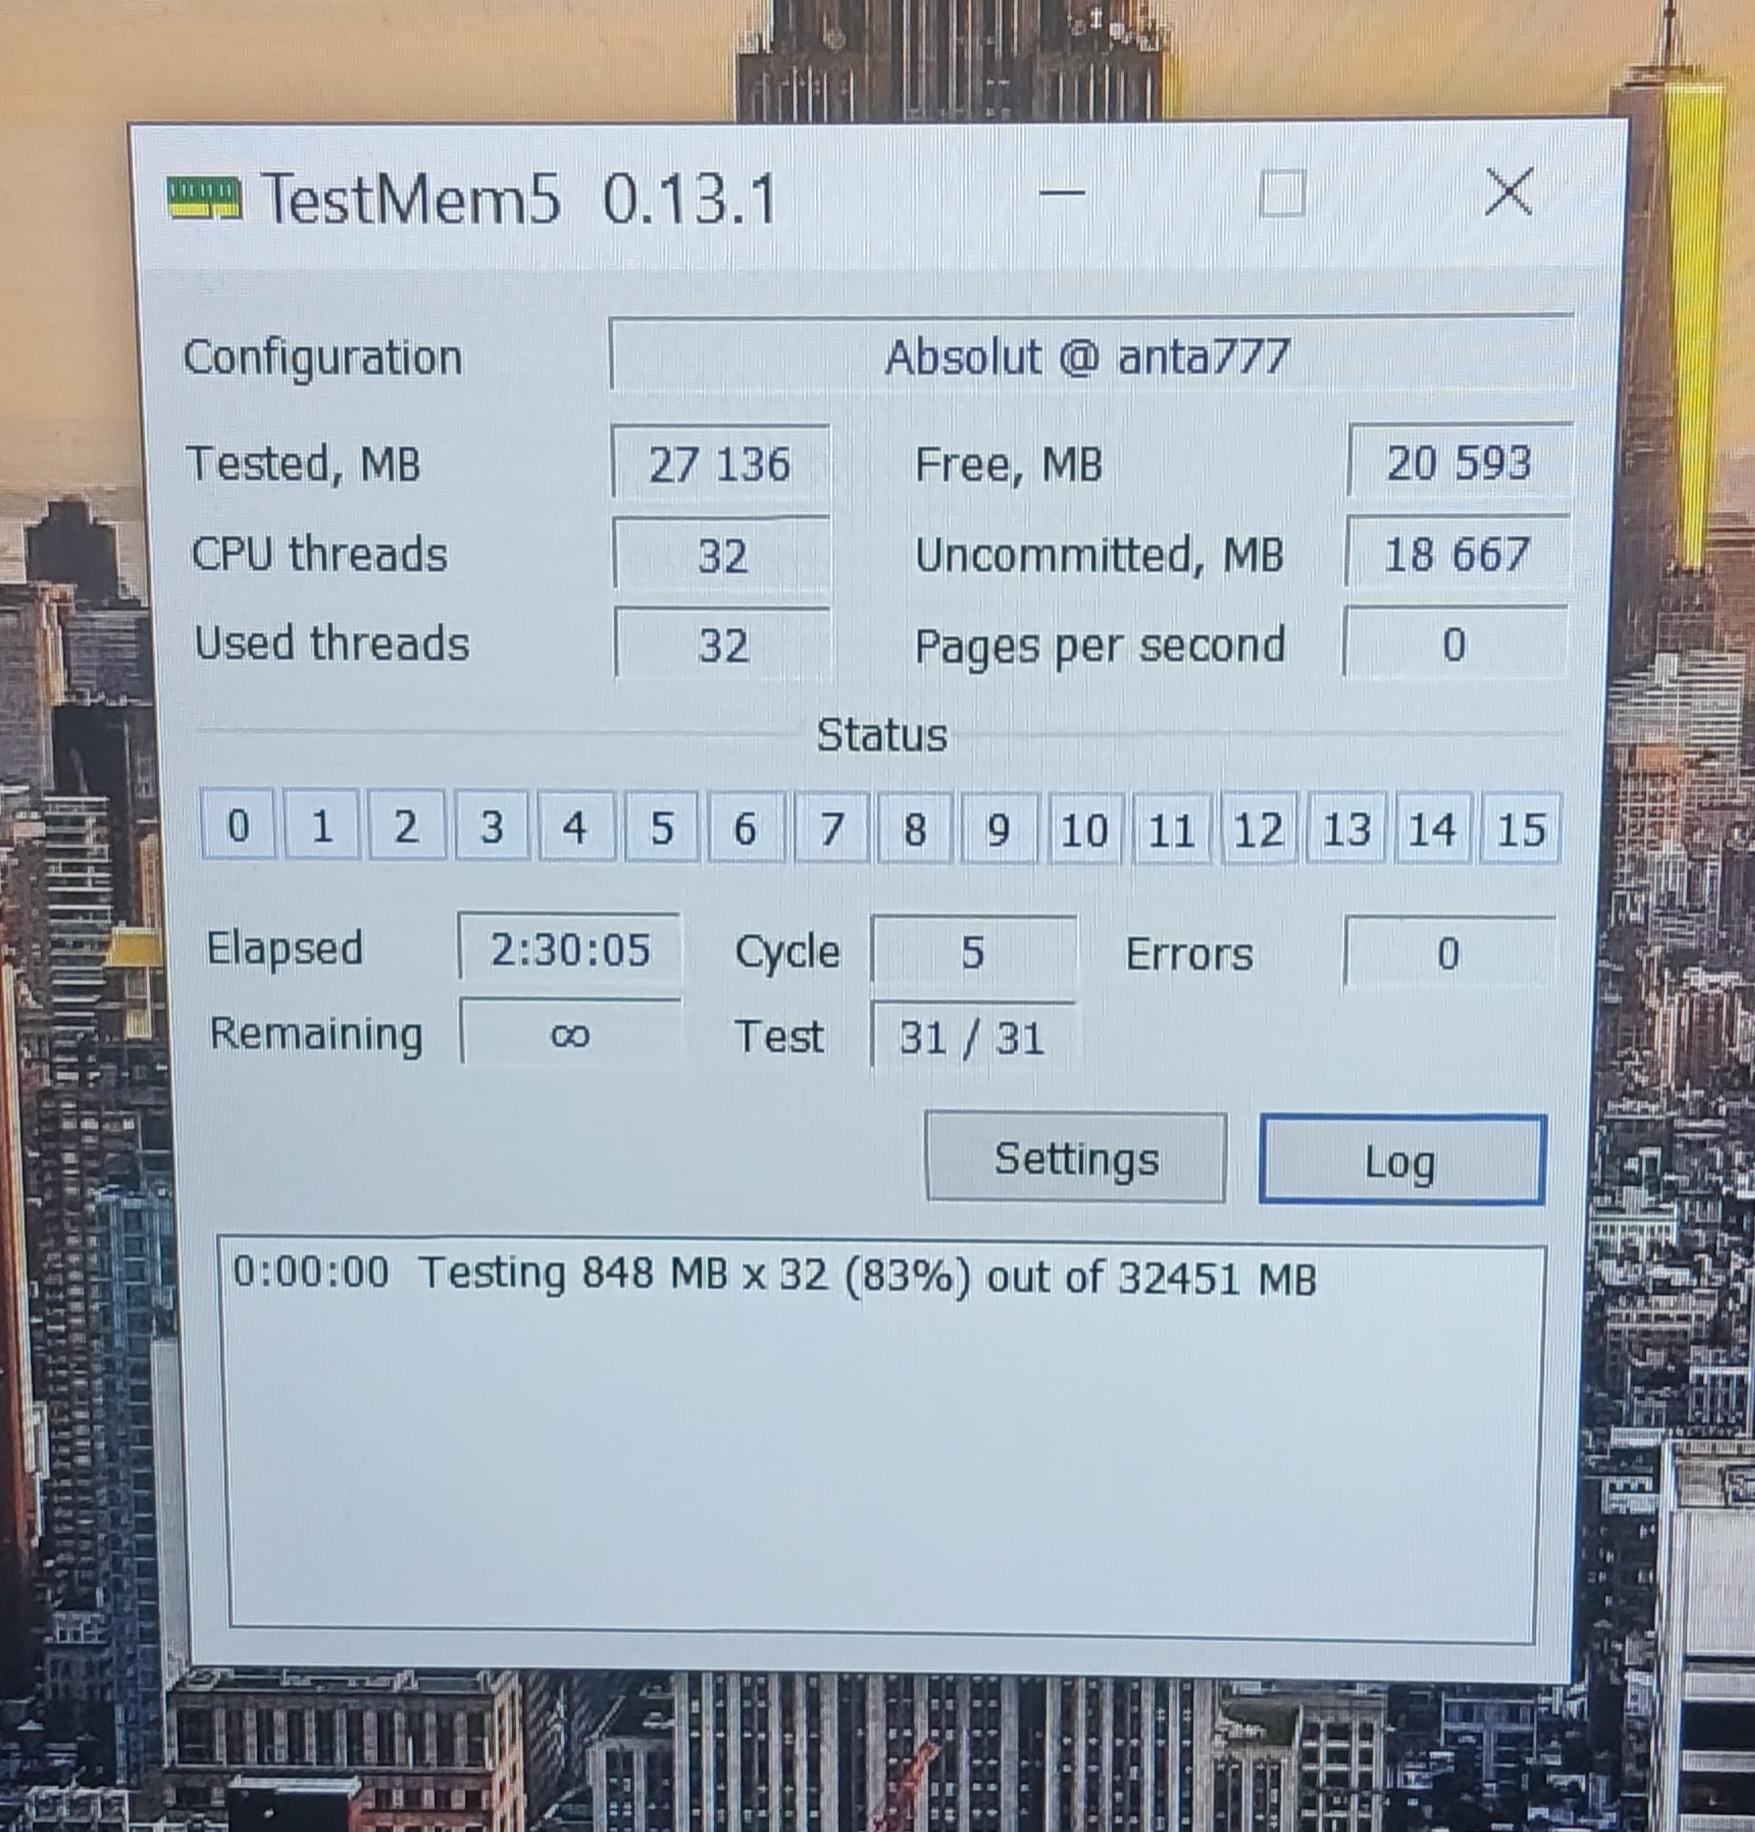 TestMem5 0.13.1
Configuration Absolut @ anta777
Tested, MB 27 136 Free, MB 20 593
CPU threads 32 Uncommitted, MB 18 667
Used threads 32 Pages per second 0
Status
0 1 2 3 4 5 6 7 8 9 10 11 12 13 14 15
Elapsed 2:30:05 Cycle 5 Errors 0
Remaining ∞ Test 31 / 31
Settings Log
0:00:00 Testing 848 MB x 32 (83%) out of 32451 MB